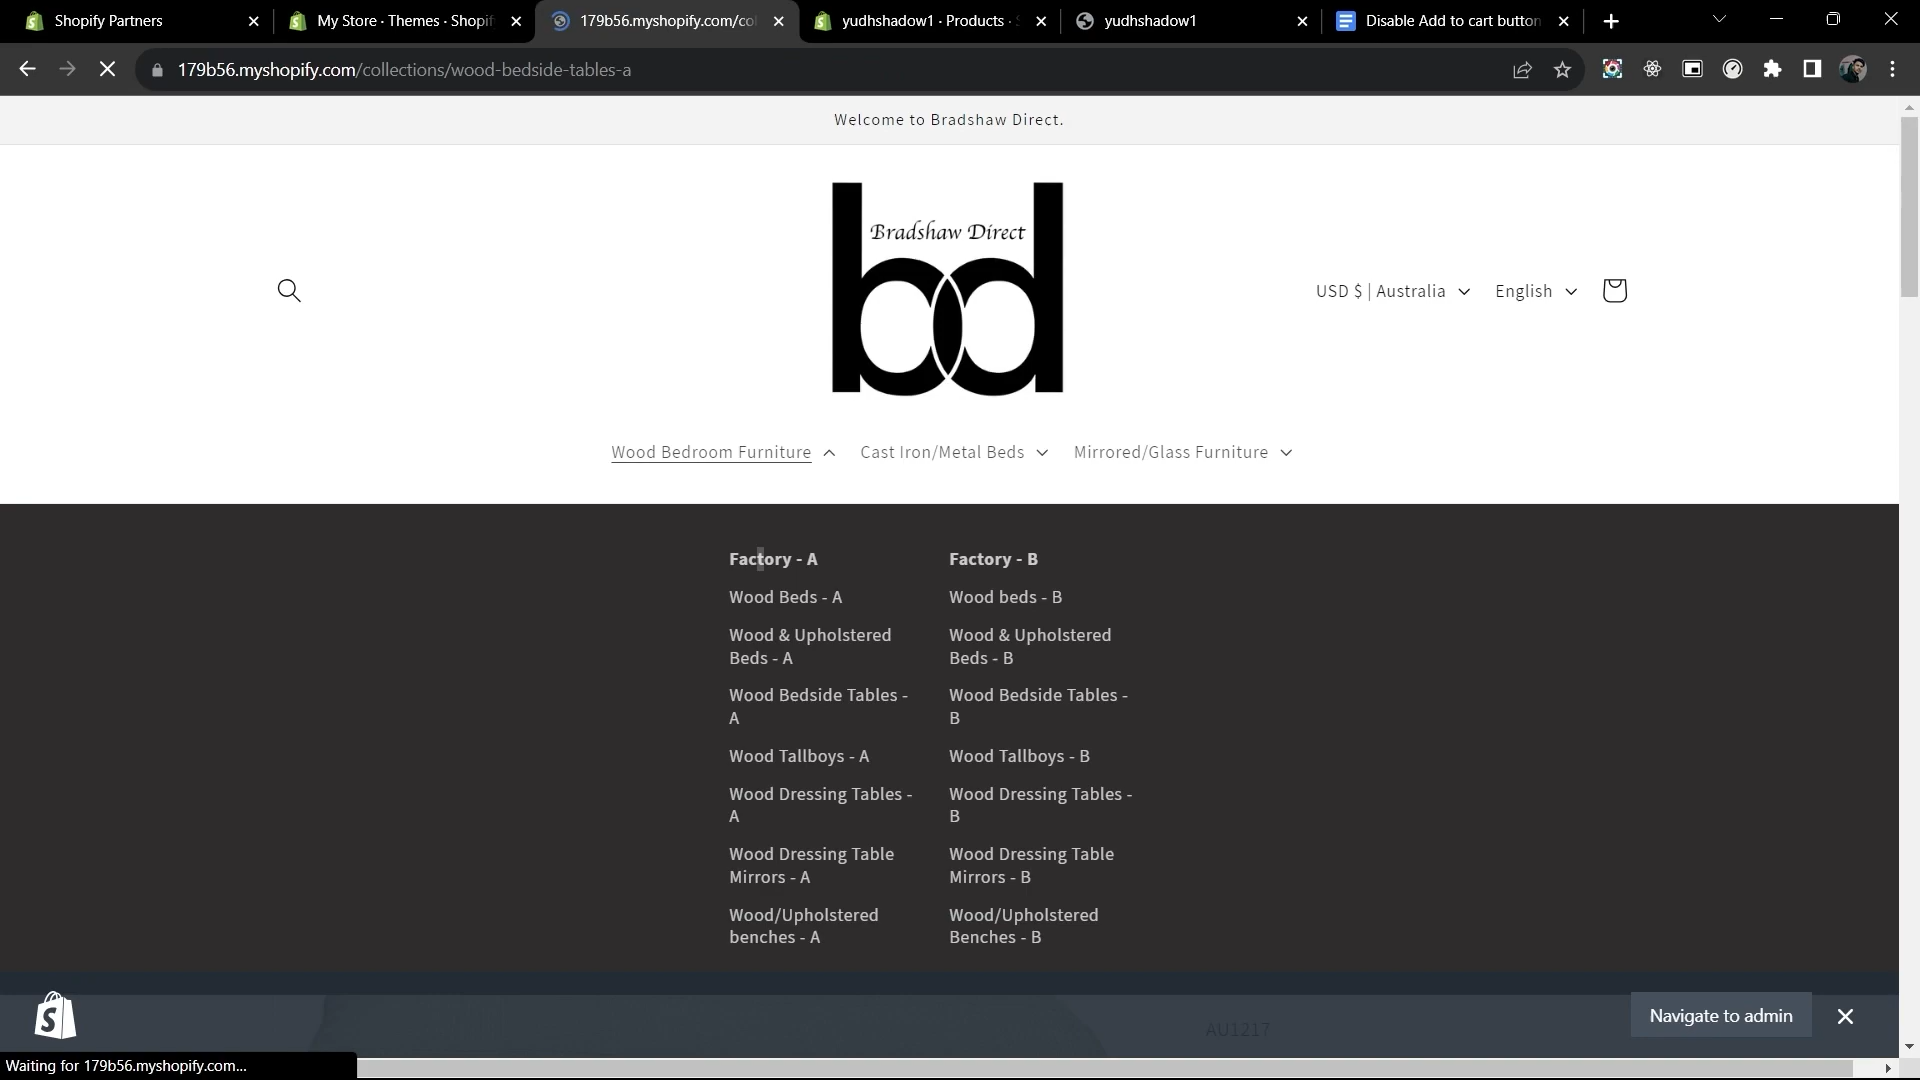 Shopify Partners
My Store · Themes · Shopif
179b56.myshopify.com/col
yudhshadow1 · Products ·
yudhshadow1
Disable Add to cart button
179b56.myshopify.com/collections/wood-bedside-tables-a
Welcome to Bradshaw Direct.
Bradshaw Direct
bd
USD $ | Australia
English
Wood Bedroom Furniture
Cast Iron/Metal Beds
Mirrored/Glass Furniture
Factory - A
Wood Beds - A
Wood & Upholstered
Beds - A
Wood Bedside Tables -
A
Wood Tallboys - A
Wood Dressing Tables -
A
Wood Dressing Table
Mirrors - A
Wood/Upholstered
benches - A
Factory - B
Wood beds - B
Wood & Upholstered
Beds - B
Wood Bedside Tables -
B
Wood Tallboys - B
Wood Dressing Tables -
B
Wood Dressing Table
Mirrors - B
Wood/Upholstered
Benches - B
AU1217
Navigate to admin
Waiting for 179b56.myshopify.com...